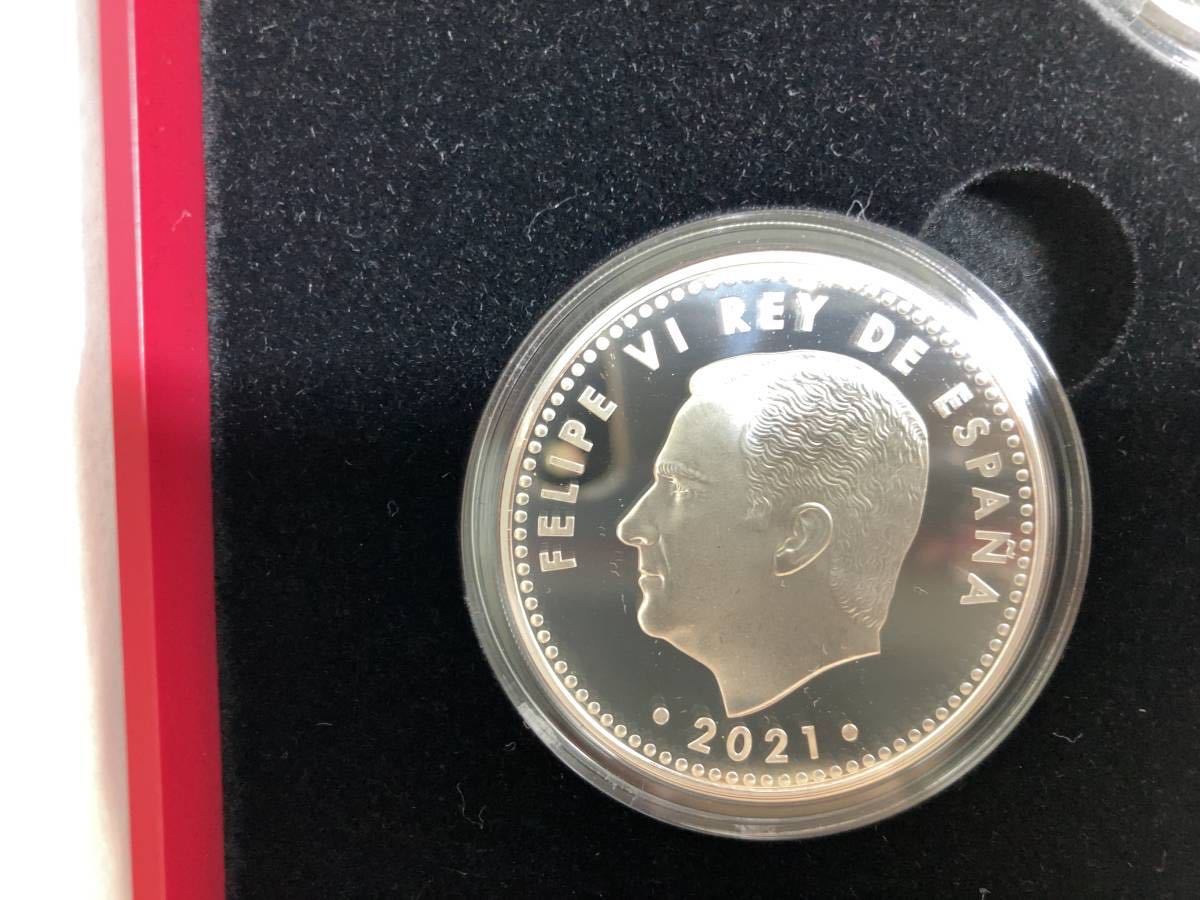 FELIPE VI REY DE ESPAÑA
• 2021 •